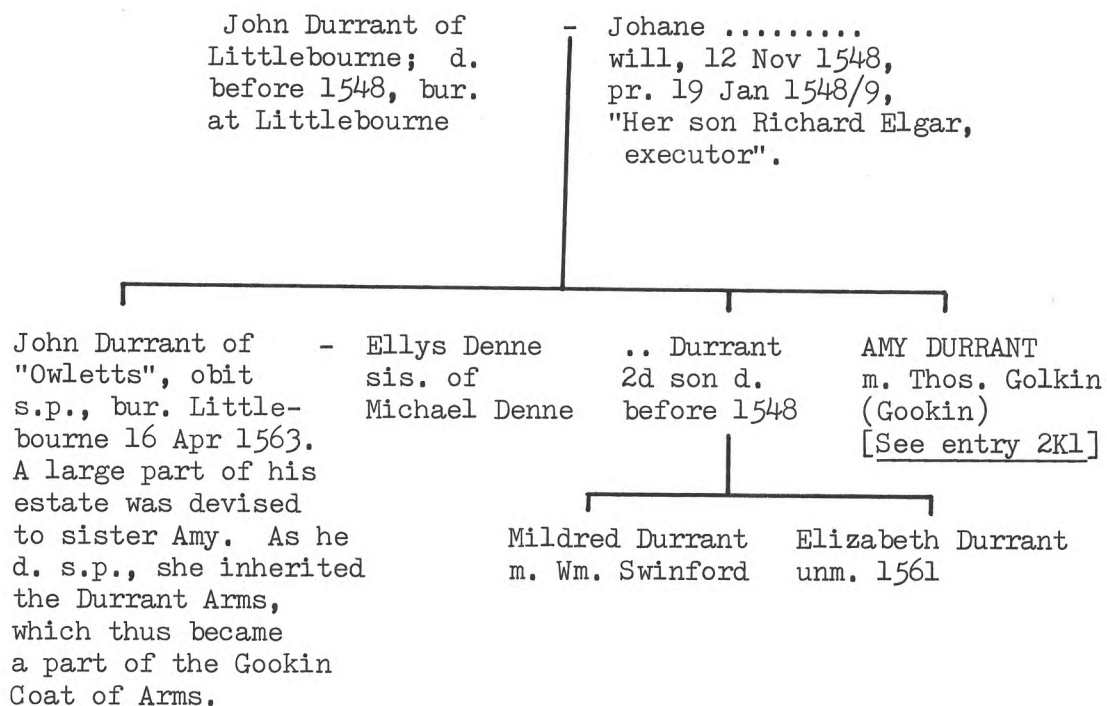 John Durrant of
Littlebourne; d.
before 1548, bur.
at Littlebourne
-
Johane .........
will, 12 Nov 1548,
pr. 19 Jan 1548/9,
"Her son Richard Elgar,
executor".
John Durrant of
"Owletts", obit
s.p., bur. Little-
bourne 16 Apr 1563.
A large part of his
estate was devised
to sister Amy. As he
d. s.p., she inherited
the Durrant Arms,
which thus became
a part of the Gookin
Coat of Arms.
-
Ellys Denne
sis. of
Michael Denne
.. Durrant
2d son d.
before 1548
AMY DURRANT
m. Thos. Golkin
(Gookin)
[See entry 2K1]
Mildred Durrant
m. Wm. Swinford
Elizabeth Durrant
unm. 1561